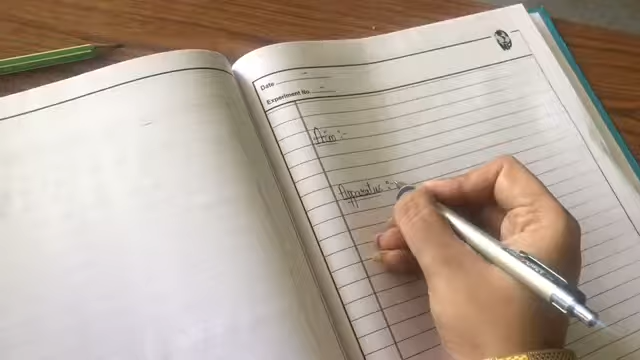 Date
Experiment No.
Aim :-
Apparatus :-